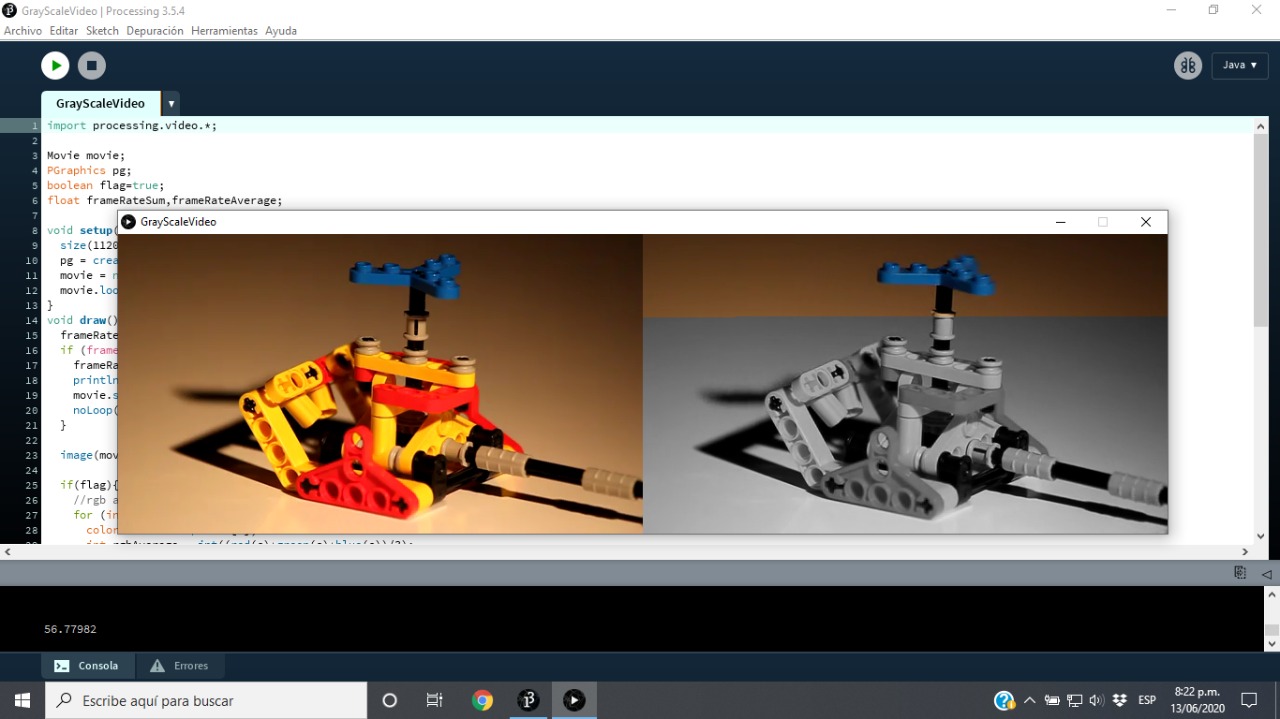 GrayScaleVideo | Processing 3.5.4
Archivo Editar Sketch Depuración Herramientas Ayuda
Java ▾
GrayScaleVideo ▾
1 import processing.video.*;
2
3 Movie movie;
4 PGraphics pg;
5 boolean flag=true;
6 float frameRateSum,frameRateAverage;
7
GrayScaleVideo
8 void setup(
9 size(1120
10 pg = crea
11 movie = n
12 movie.loo
13 }
14 void draw()
15 frameRate
16 if (frame
17 frameRa
18 println
19 movie.s
20 noLoop(
21 }
22
23 image(mov
24
25 if(flag){
26 //rgb a
27 for (in
28 color
56.77982
Consola Errores
Escribe aquí para buscar
ESP
8:22 p.m.
13/06/2020